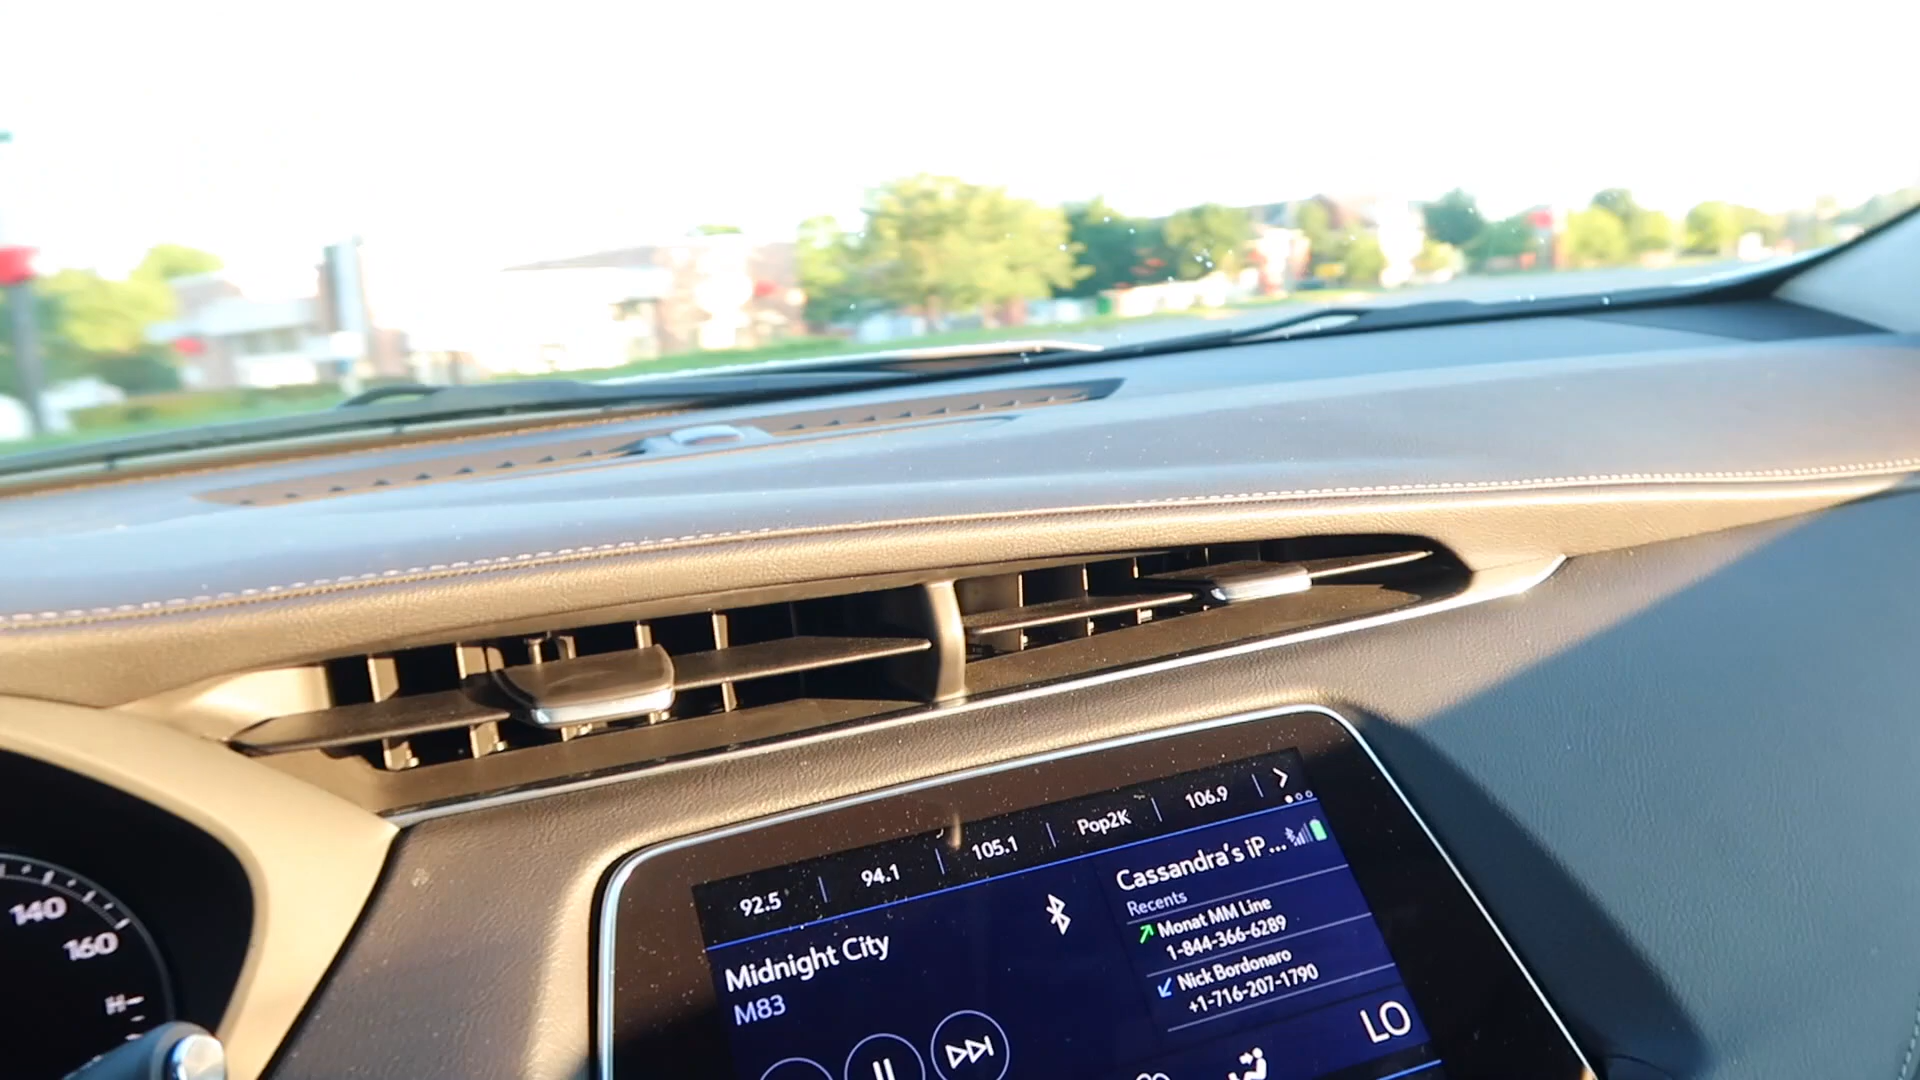 92.5
94.1
105.1
Pop2K
106.9
Midnight City
M83
Cassandra's iP...
Recents
Monat MM Line
1-844-366-6289
Nick Bordonaro
+1-716-207-1790
LO
140
160
H